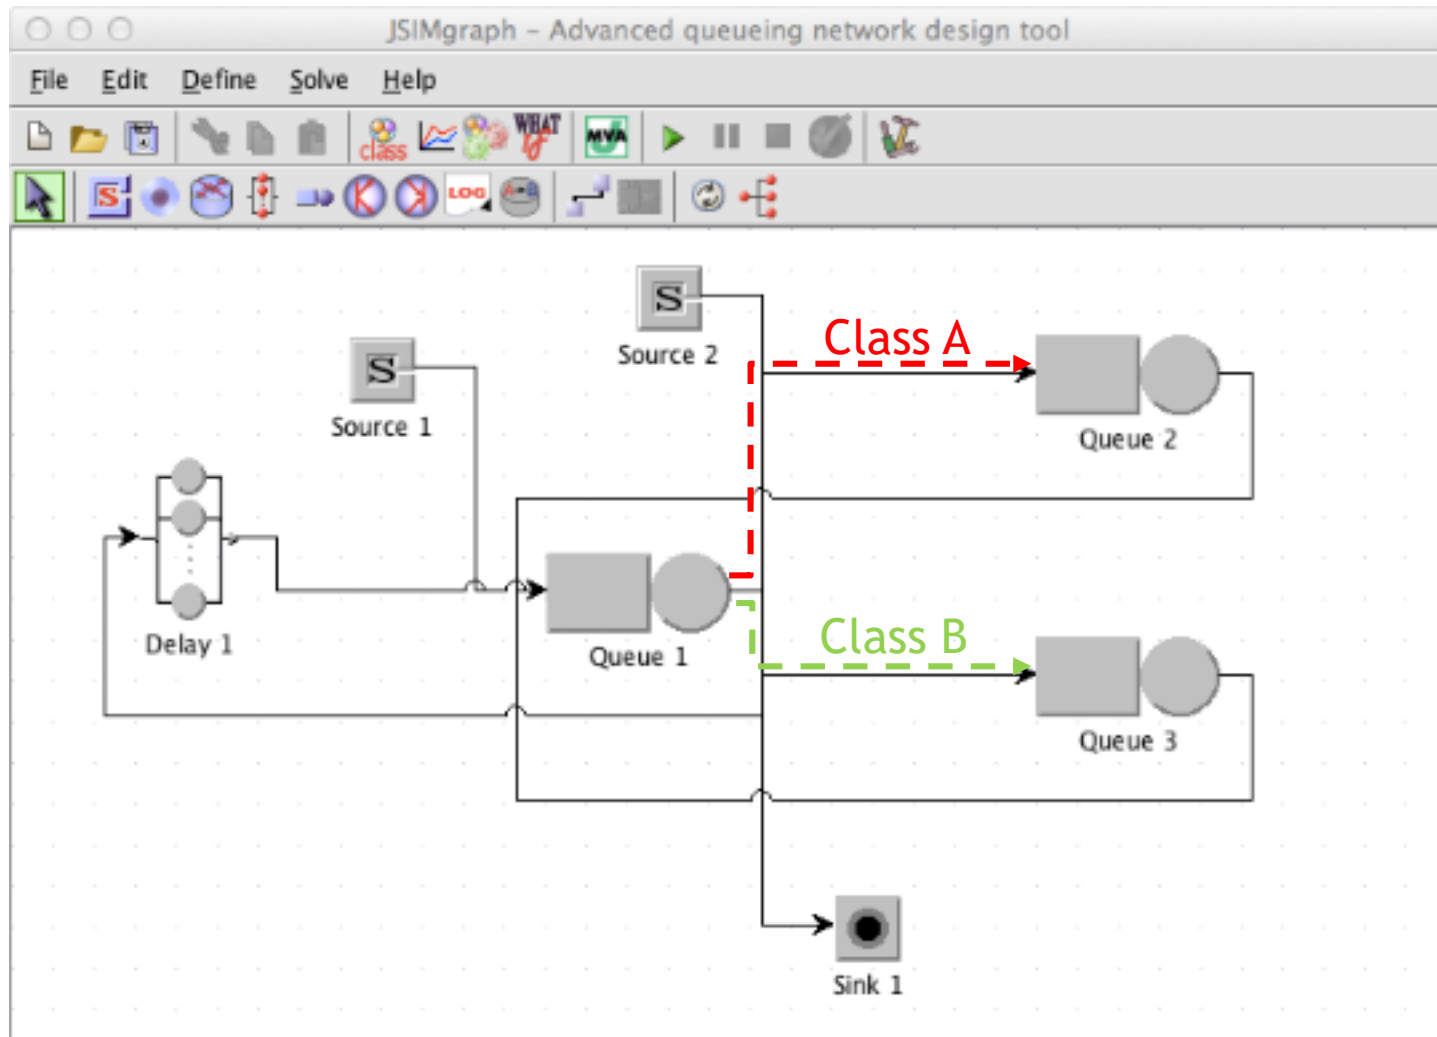 JSIMgraph - Advanced queueing network design tool
File Edit Define Solve Help
class WHAT if MVA
S LOG A→B
S
Source 2
Class A
S
Source 1
Queue 2
Delay 1
Queue 1
Class B
Queue 3
Sink 1